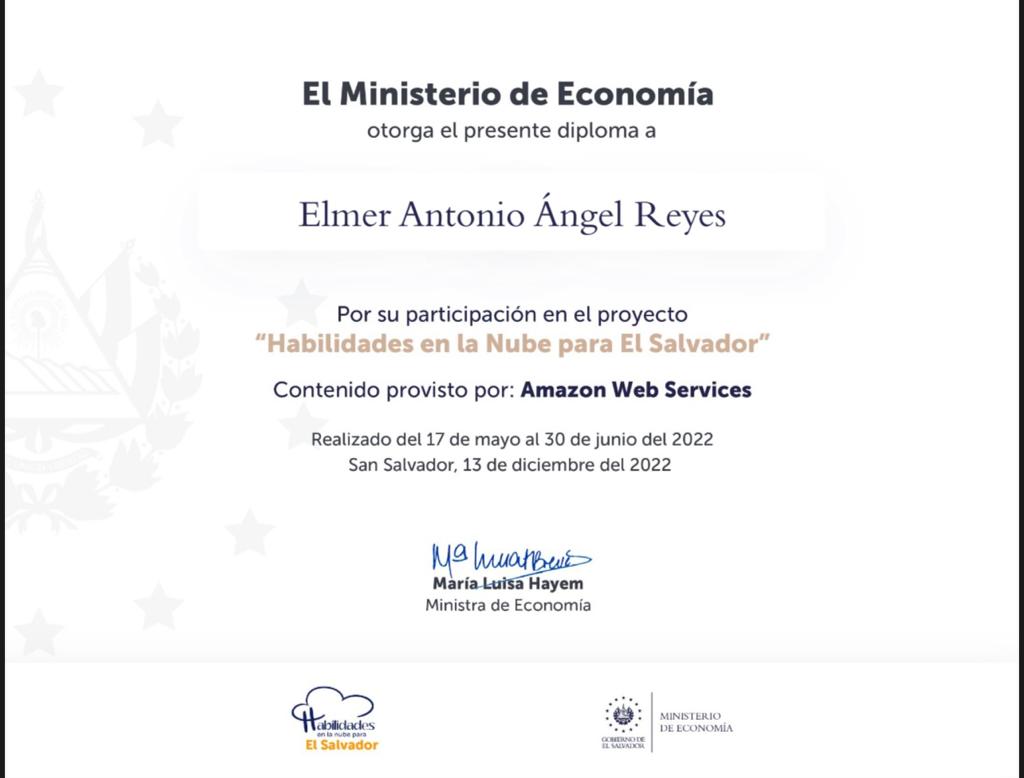 El Ministerio de Economía
otorga el presente diploma a
Elmer Antonio Ángel Reyes
Por su participación en el proyecto
“Habilidades en la Nube para El Salvador”
Contenido provisto por: Amazon Web Services
Realizado del 17 de mayo al 30 de junio del 2022
San Salvador, 13 de diciembre del 2022
María Luisa Hayem
Ministra de Economía
Habilidades
en la nube para
El Salvador
GOBIERNO DE
EL SALVADOR
MINISTERIO
DE ECONOMÍA